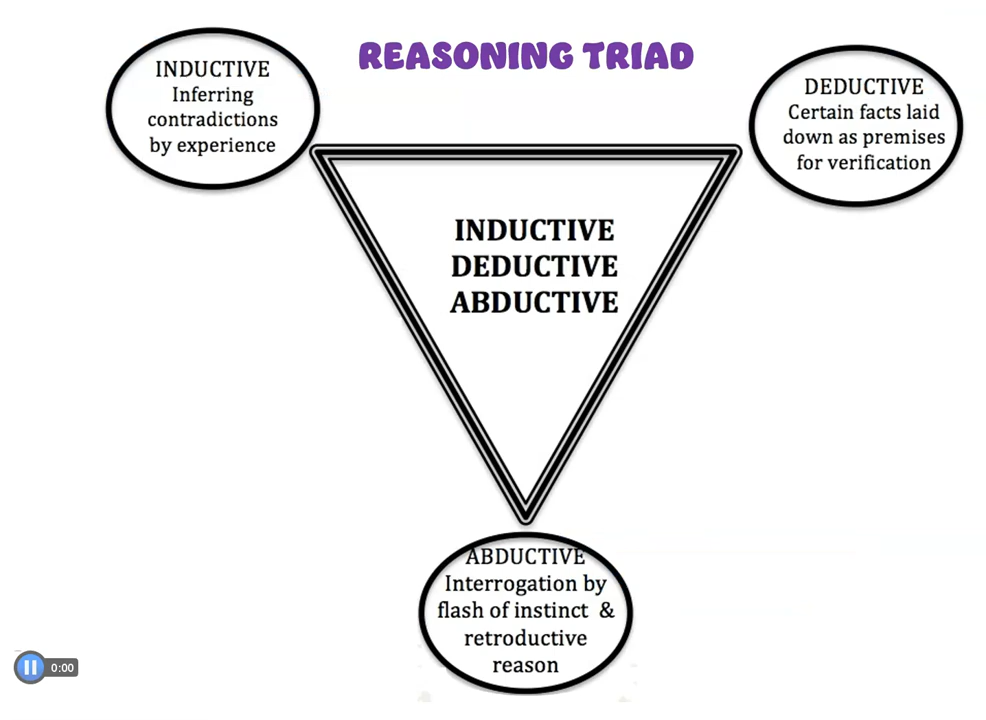 REASONING TRIAD
INDUCTIVE
Inferring
contradictions
by experience
DEDUCTIVE
Certain facts laid
down as premises
for verification
INDUCTIVE
DEDUCTIVE
ABDUCTIVE
ABDUCTIVE
Interrogation by
flash of instinct &
retroductive
reason
0:00